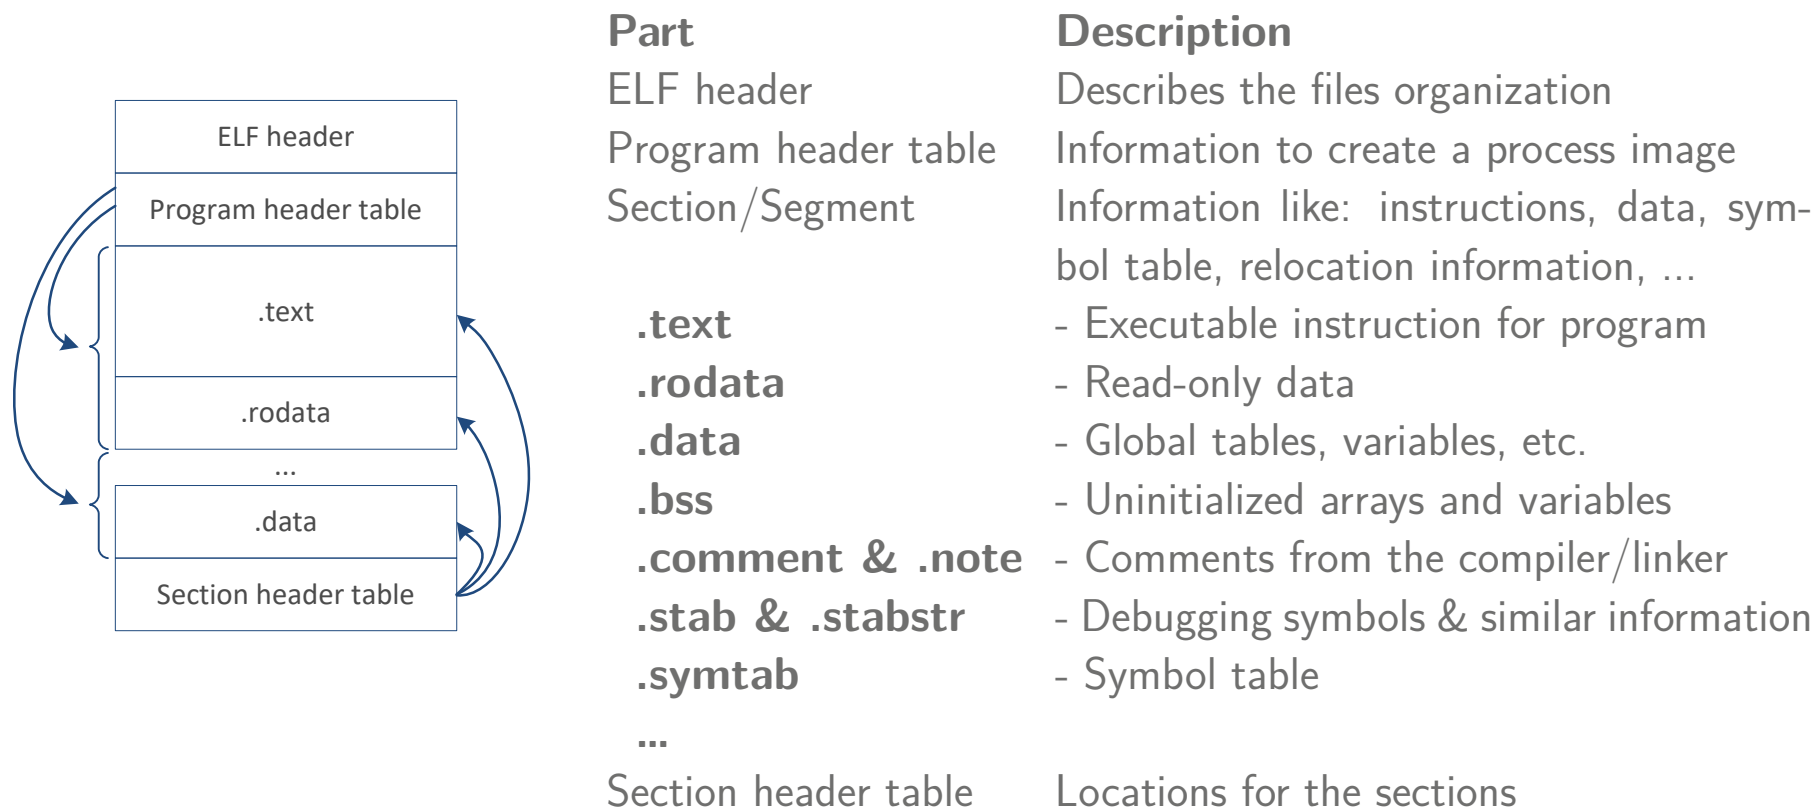 ELF header
Program header table
.text
.rodata
...
.data
Section header table
Part Description
ELF header Describes the files organization
Program header table Information to create a process image
Section/Segment Information like: instructions, data, sym-
bol table, relocation information, ...
.text - Executable instruction for program
.rodata - Read-only data
.data - Global tables, variables, etc.
.bss - Uninitialized arrays and variables
.comment & .note - Comments from the compiler/linker
.stab & .stabstr - Debugging symbols & similar information
.symtab - Symbol table
...
Section header table Locations for the sections